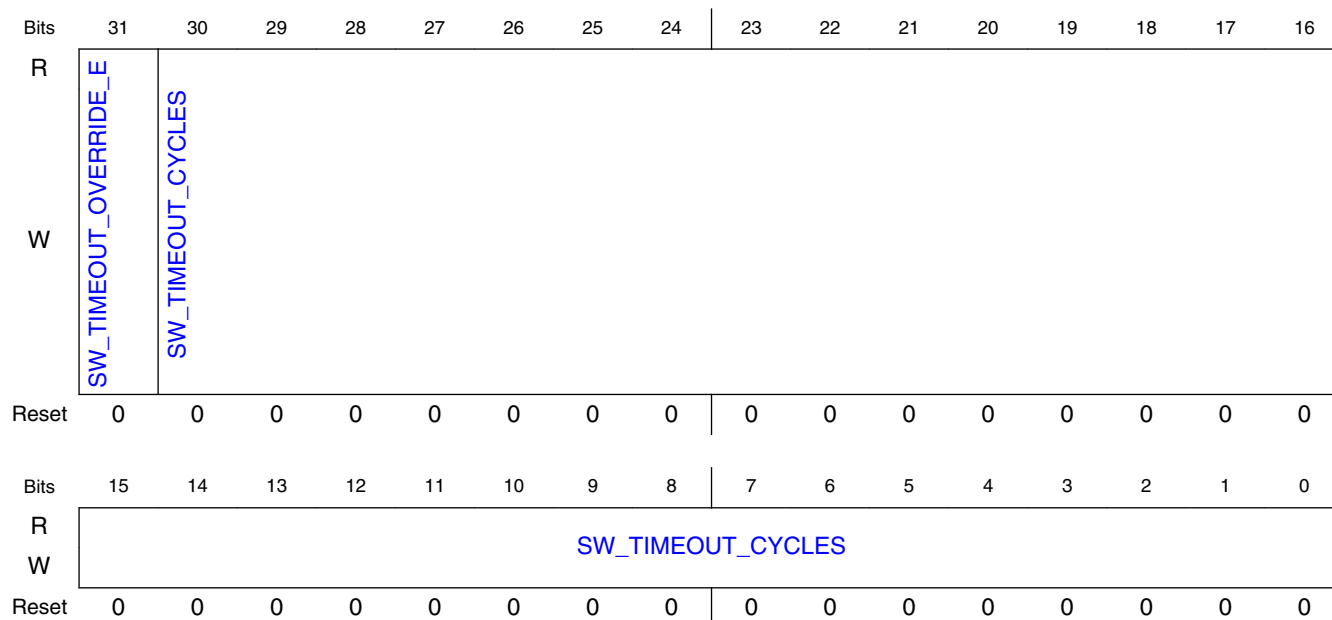 Bits 31 30 29 28 27 26 25 24 23 22 21 20 19 18 17 16
R
W
SW_TIMEOUT_OVERRIDE_E
SW_TIMEOUT_CYCLES
Reset 0 0 0 0 0 0 0 0 0 0 0 0 0 0 0 0
Bits 15 14 13 12 11 10 9 8 7 6 5 4 3 2 1 0
R
SW_TIMEOUT_CYCLES
W
Reset 0 0 0 0 0 0 0 0 0 0 0 0 0 0 0 0